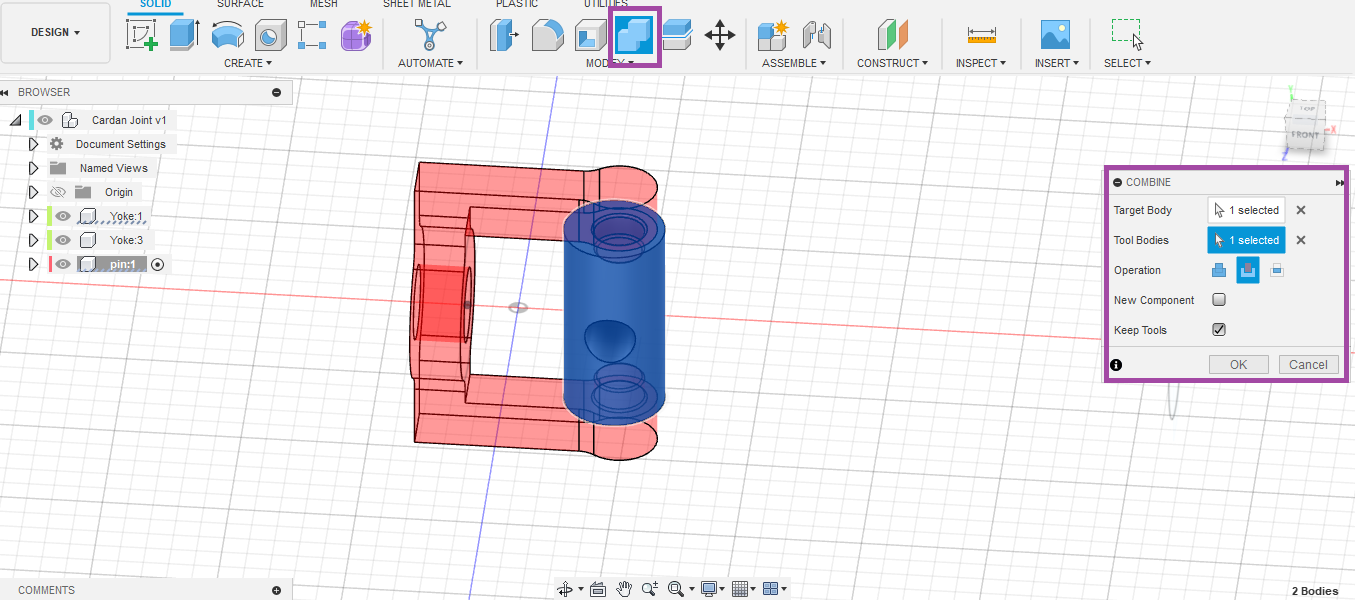 SOLID SURFACE MESH SHEET METAL PLASTIC UTILITIES
DESIGN
CREATE AUTOMATE MODIFY ASSEMBLE CONSTRUCT INSPECT INSERT SELECT
BROWSER
Cardan Joint v1
Document Settings
Named Views
Origin
Yoke:1
Yoke:3
pin:1
TOP
FRONT
X
COMBINE
Target Body 1 selected
Tool Bodies 1 selected
Operation
New Component
Keep Tools
OK Cancel
COMMENTS
2 Bodies